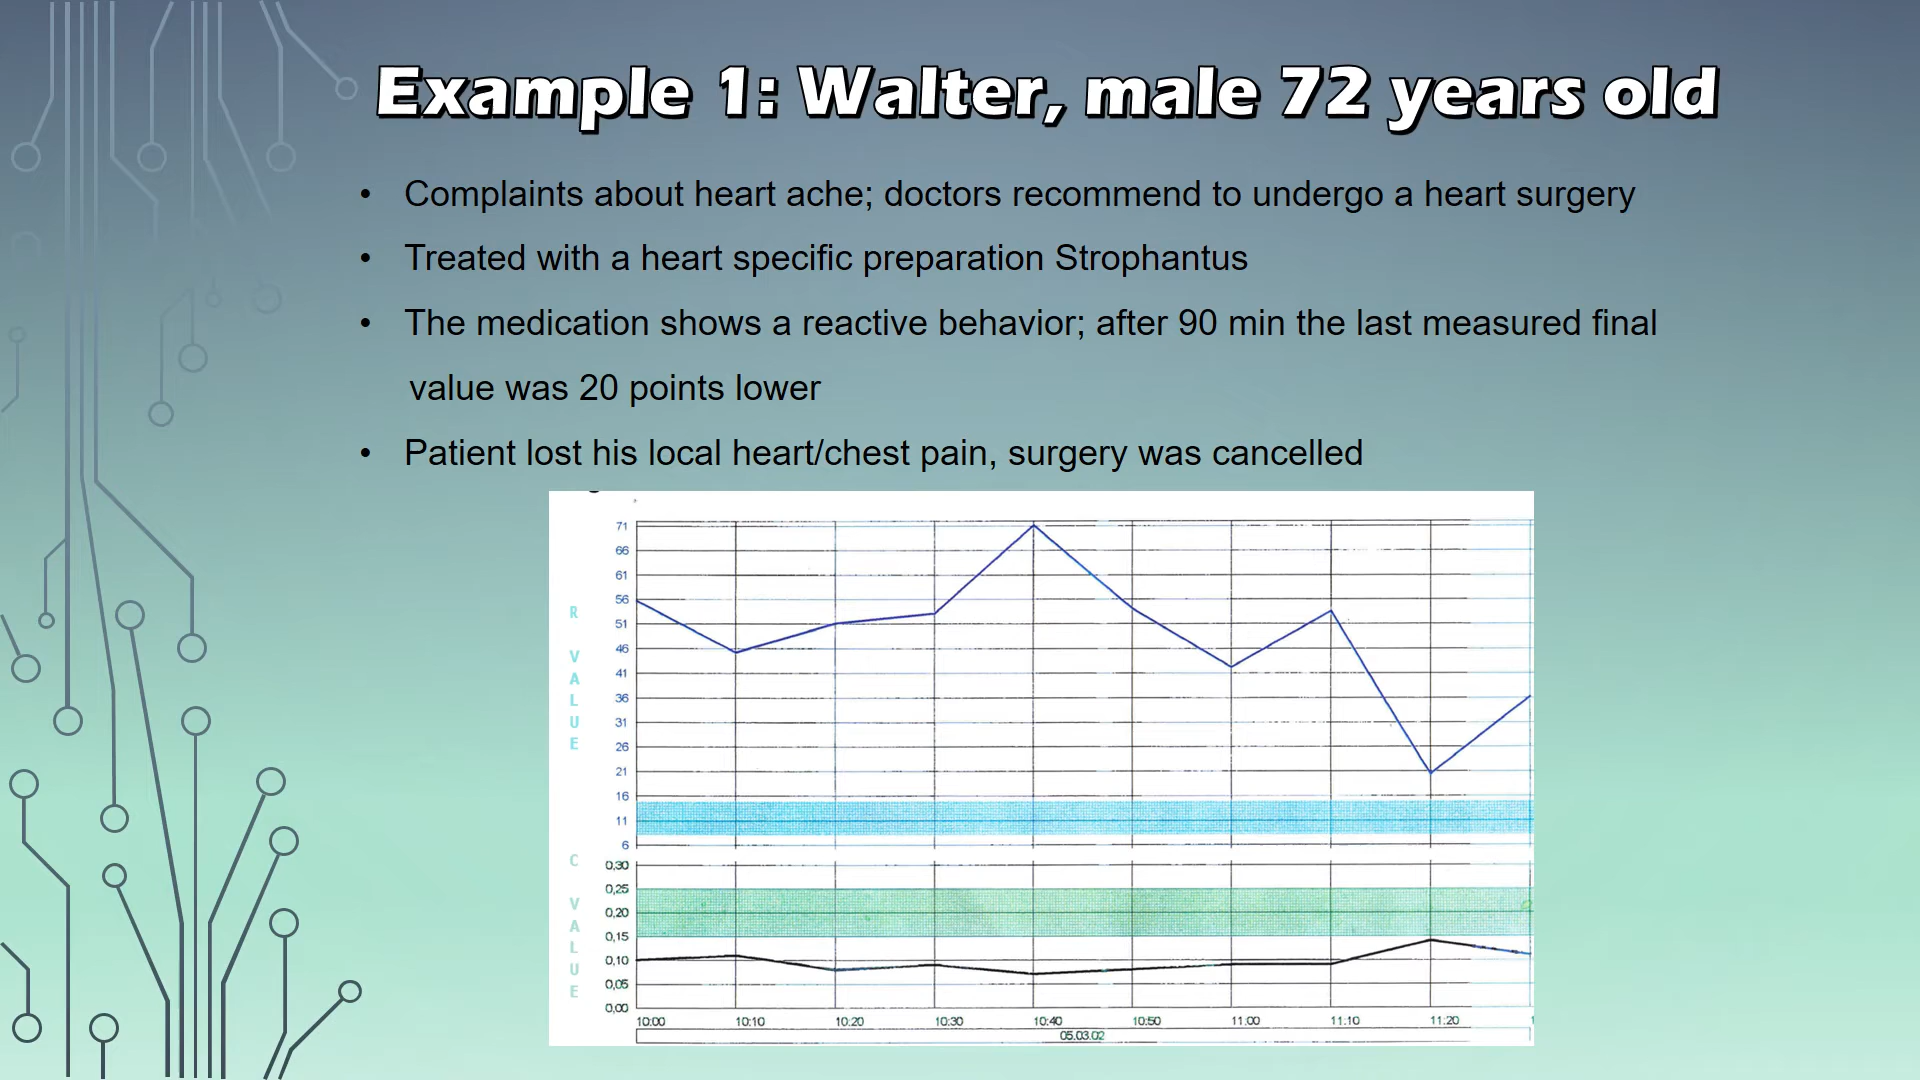 Example 1: Walter, male 72 years old
• Complaints about heart ache; doctors recommend to undergo a heart surgery
• Treated with a heart specific preparation Strophantus
• The medication shows a reactive behavior; after 90 min the last measured final
value was 20 points lower
• Patient lost his local heart/chest pain, surgery was cancelled
R VALUE
71
66
61
56
51
46
41
36
31
26
21
16
11
6
C VALUE
0,30
0,25
0,20
0,15
0,10
0,05
0,00
10:00 10:10 10:20 10:30 10:40 10:50 11:00 11:10 11:20
05.03.02